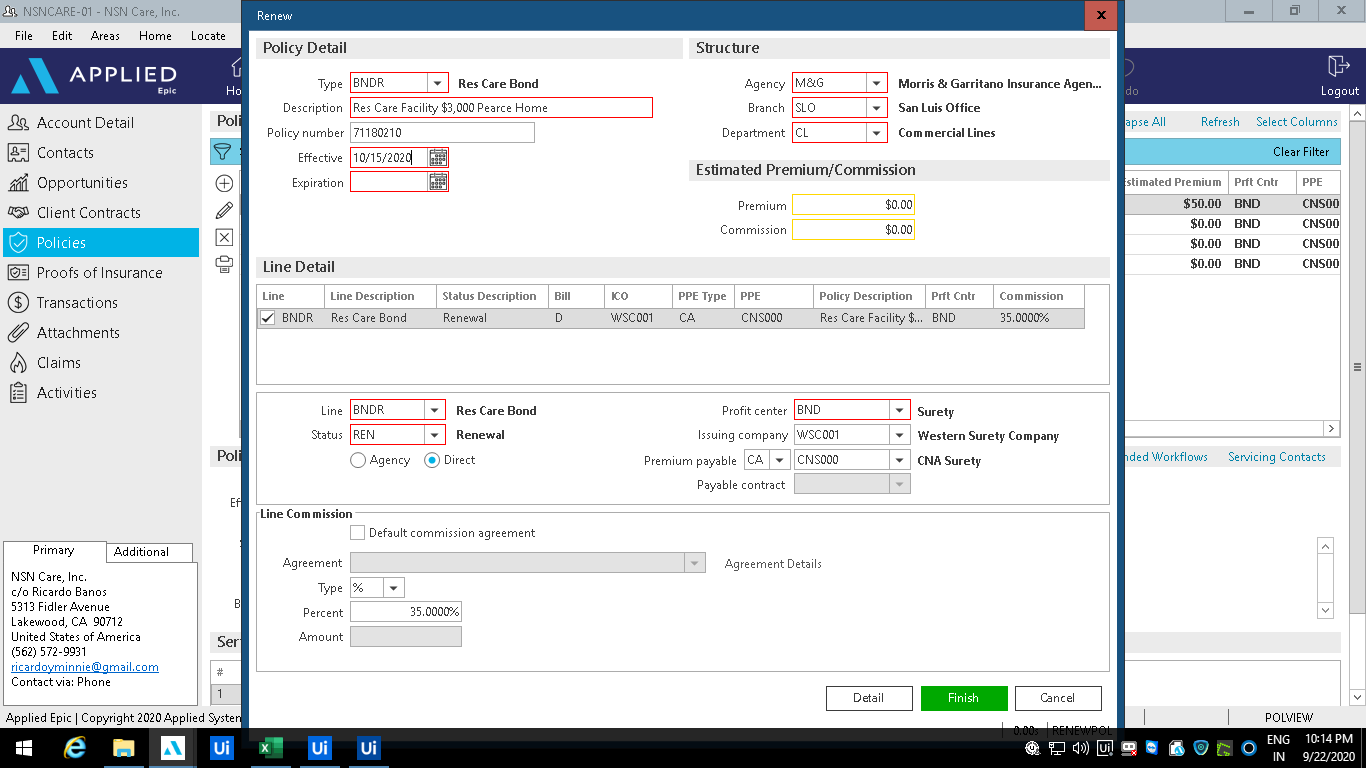 NSNCARE-01 - NSN Care, Inc.
File Edit Areas Home Locate
APPLIED
Epic
Logout
Account Detail
Contacts
Opportunities
Client Contracts
Policies
Proofs of Insurance
Transactions
Attachments
Claims
Activities
Primary Additional
NSN Care, Inc.
c/o Ricardo Banos
5313 Fidler Avenue
Lakewood, CA 90712
United States of America
(562) 572-9931
ricardoyminnie@gmail.com
Contact via: Phone
Renew
X
Policy Detail
Type BNDR Res Care Bond
Description Res Care Facility $3,000 Pearce Home
Policy number 71180210
Effective 10/15/2020
Expiration
Structure
Agency M&G Morris & Garritano Insurance Agen...
Branch SLO San Luis Office
Department CL Commercial Lines
Estimated Premium/Commission
Premium $0.00
Commission $0.00
Line Detail
Line Line Description Status Description Bill ICO PPE Type PPE Policy Description Prft Cntr Commission
BNDR Res Care Bond Renewal D WSC001 CA CNS000 Res Care Facility $... BND 35.0000%
Line BNDR Res Care Bond
Status REN Renewal
Agency Direct
Profit center BND Surety
Issuing company WSC001 Western Surety Company
Premium payable CA CNS000 CNA Surety
Payable contract
Line Commission
Default commission agreement
Agreement Agreement Details
Type %
Percent 35.0000%
Amount
Detail Finish Cancel
0.00s RENEWPOL
Poli
Ho
do
apse All Refresh Select Columns
Clear Filter
Estimated Premium Prft Cntr PPE
$50.00 BND CNS00
$0.00 BND CNS00
$0.00 BND CNS00
$0.00 BND CNS00
Poli
nded Workflows Servicing Contacts
Ef
B
Ser
#
1
Applied Epic | Copyright 2020 Applied System
POLVIEW
Ui Ui Ui
ENG
IN
10:14 PM
9/22/2020